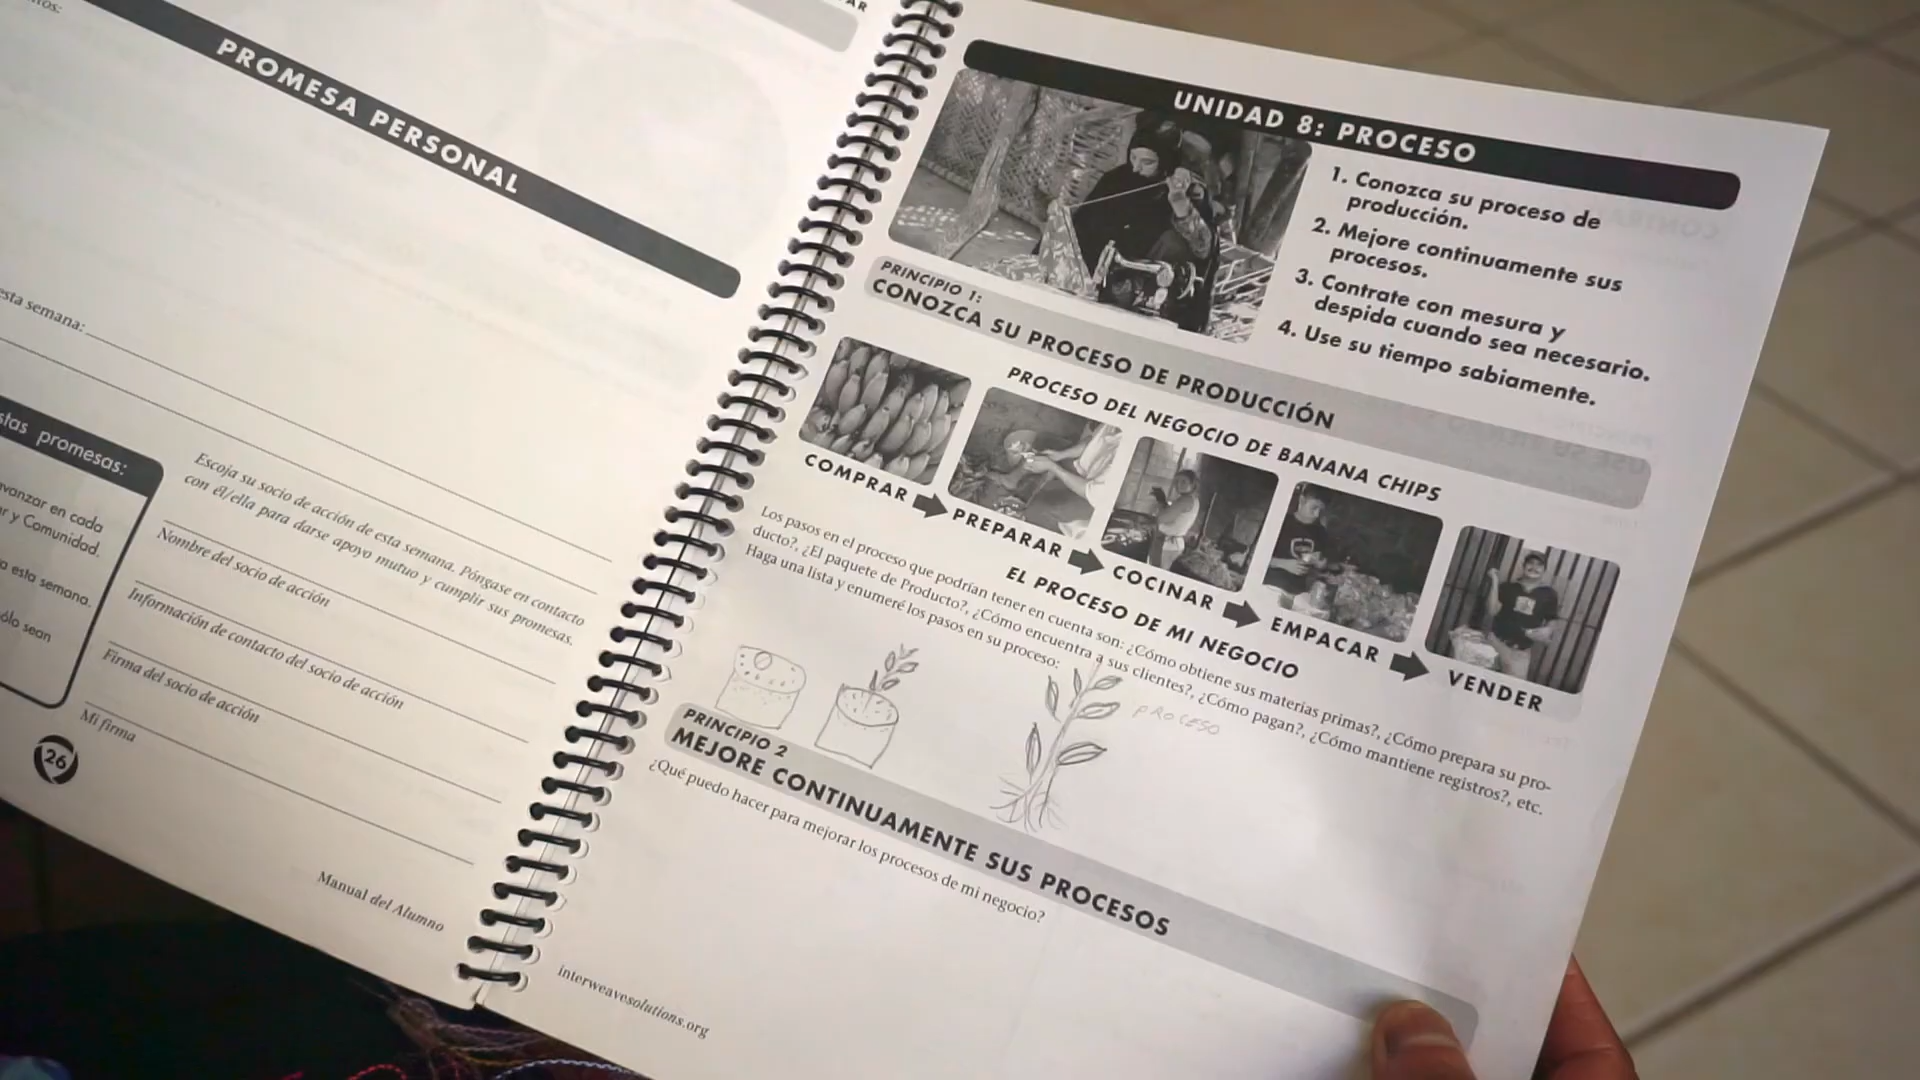 PROMESA PERSONAL
esta semana:
estas promesas:
avanzar en cada
y Comunidad.
esta semana.
sólo sean
Escoja su socio de acción de esta semana. Póngase en contacto
con él/ella para darse apoyo mutuo y cumplir sus promesas.
Nombre del socio de acción
Información de contacto del socio de acción
Firma del socio de acción
Mi firma
26
Manual del Alumno
UNIDAD 8: PROCESO
1. Conozca su proceso de
producción.
2. Mejore continuamente sus
procesos.
3. Contrate con mesura y
despida cuando sea necesario.
4. Use su tiempo sabiamente.
PRINCIPIO 1:
CONOZCA SU PROCESO DE PRODUCCIÓN
PROCESO DEL NEGOCIO DE BANANA CHIPS
COMPRAR
PREPARAR
COCINAR
EMPACAR
VENDER
EL PROCESO DE MI NEGOCIO
Los pasos en el proceso que podrían tener en cuenta son: ¿Cómo obtiene sus materias primas?, ¿Cómo prepara su pro-
ducto?, ¿El paquete de Producto?, ¿Cómo encuentra a sus clientes?, ¿Cómo pagan?, ¿Cómo mantiene registros?, etc.
Haga una lista y enumeré los pasos en su proceso:
PROCESO
PRINCIPIO 2
MEJORE CONTINUAMENTE SUS PROCESOS
¿Qué puedo hacer para mejorar los procesos de mi negocio?
interweavesolutions.org